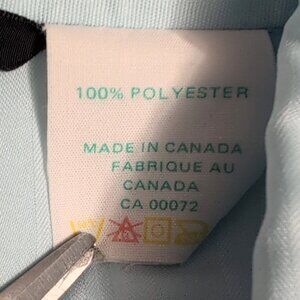 100% POLYESTER
MADE IN CANADA
FABRIQUE AU
CANADA
CA 00072